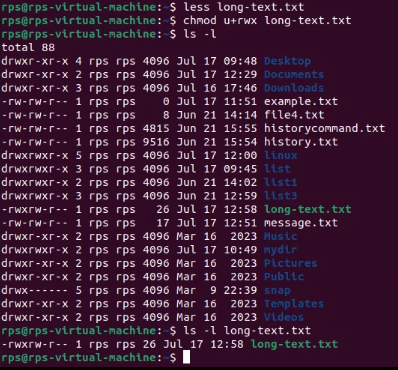 rps@rps-virtual-machine:~$ less long-text.txt
rps@rps-virtual-machine:~$ chmod u+rwx long-text.txt
rps@rps-virtual-machine:~$ ls -l
total 88
drwxr-xr-x 4 rps rps 4096 Jul 17 09:48 Desktop
drwxr-xr-x 2 rps rps 4096 Jul 17 12:29 Documents
drwxr-xr-x 3 rps rps 4096 Jul 16 17:46 Downloads
-rw-rw-r-- 1 rps rps    0 Jul 17 11:51 example.txt
-rw-rw-r-- 1 rps rps    8 Jun 21 14:14 file4.txt
-rw-rw-r-- 1 rps rps 4815 Jun 21 15:55 historycommand.txt
-rw-rw-r-- 1 rps rps 9516 Jun 21 15:54 history.txt
drwxrwxr-x 5 rps rps 4096 Jul 17 12:00 linux
drwxrwxr-x 3 rps rps 4096 Jul 17 09:45 list
drwxrwxr-x 2 rps rps 4096 Jun 21 14:02 list1
drwxrwxr-x 3 rps rps 4096 Jun 21 12:59 list3
-rwxrw-r-- 1 rps rps   26 Jul 17 12:58 long-text.txt
-rw-rw-r-- 1 rps rps   17 Jul 17 12:51 message.txt
drwxr-xr-x 2 rps rps 4096 Mar 16  2023 Music
drwxrwxr-x 2 rps rps 4096 Jul 17 10:49 mydir
drwxr-xr-x 2 rps rps 4096 Mar 16  2023 Pictures
drwxr-xr-x 2 rps rps 4096 Mar 16  2023 Public
drwx------ 5 rps rps 4096 Mar  9 22:39 snap
drwxr-xr-x 2 rps rps 4096 Mar 16  2023 Templates
drwxr-xr-x 2 rps rps 4096 Mar 16  2023 Videos
rps@rps-virtual-machine:~$ ls -l long-text.txt
-rwxrw-r-- 1 rps rps 26 Jul 17 12:58 long-text.txt
rps@rps-virtual-machine:~$